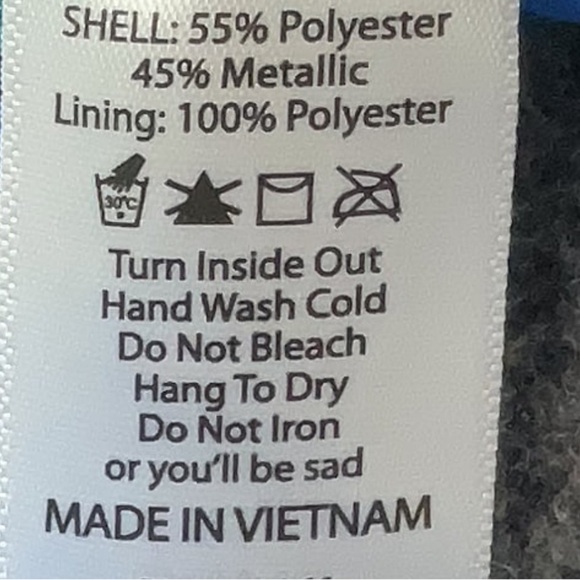 SHELL: 55% Polyester
45% Metallic
Lining: 100% Polyester
30°C
Turn Inside Out
Hand Wash Cold
Do Not Bleach
Hang To Dry
Do Not Iron
or you'll be sad
MADE IN VIETNAM